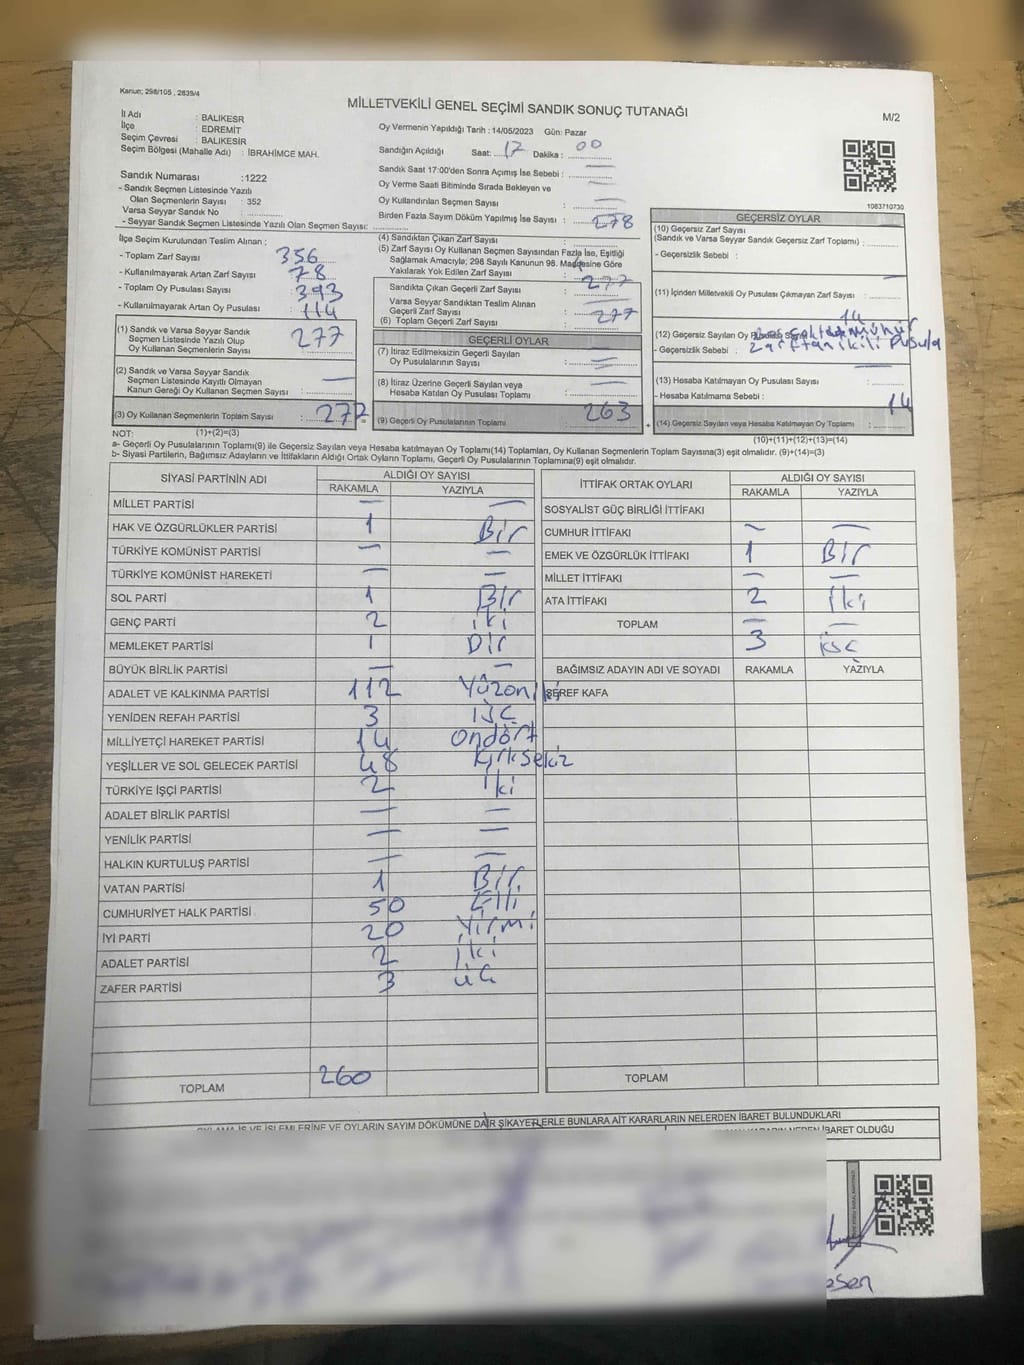 Kanun; 298/105 , 2839/4
MİLLETVEKİLİ GENEL SEÇİMİ SANDIK SONUÇ TUTANAĞI
M/2
İl Adı : BALIKESR
İlçe : EDREMİT
Seçim Çevresi : BALIKESİR
Seçim Bölgesi (Mahalle Adı) : İBRAHİMCE MAH.
Sandık Numarası :1222
- Sandık Seçmen Listesinde Yazılı
Olan Seçmenlerin Sayısı : 352
Varsa Seyyar Sandık No :
- Seyyar Sandık Seçmen Listesinde Yazılı Olan Seçmen Sayısı:
Oy Vermenin Yapıldığı Tarih : 14/05/2023 Gün: Pazar
Sandığın Açıldığı Saat: 17 Dakika : 00
Sandık Saat 17:00'den Sonra Açımış İse Sebebi : —
Oy Verme Saati Bitiminde Sırada Bekleyen ve —
Oy Kullandırılan Seçmen Sayısı : —
Birden Fazla Sayım Döküm Yapılmış İse Sayısı :
278
1083710730
İlçe Seçim Kurulundan Teslim Alınan :
- Toplam Zarf Sayısı : 356
- Kullanılmayarak Artan Zarf Sayısı : 78
- Toplam Oy Pusulası Sayısı : 393
- Kullanılmayarak Artan Oy Pusulası : 114
(1) Sandık ve Varsa Seyyar Sandık
Seçmen Listesinde Yazılı Olup
Oy Kullanan Seçmenlerin Sayısı : 277
(2) Sandık ve Varsa Seyyar Sandık
Seçmen Listesinde Kayıtlı Olmayan
Kanun Gereği Oy Kullanan Seçmen Sayısı : —
(3) Oy Kullanan Seçmenlerin Toplam Sayısı : 277
(1)+(2)=(3)
(4) Sandıktan Çıkan Zarf Sayısı :
(5) Zarf Sayısı Oy Kullanan Seçmen Sayısından Fazla İse, Eşitliği
Sağlamak Amacıyla; 298 Sayılı Kanunun 98. Maddesine Göre
Yakılarak Yok Edilen Zarf Sayısı :
Sandıkta Çıkan Geçerli Zarf Sayısı : 277
Varsa Seyyar Sandıktan Teslim Alınan
Geçerli Zarf Sayısı : —
(6) Toplam Geçerli Zarf Sayısı : 277
GEÇERLİ OYLAR
(7) İtiraz Edilmeksizin Geçerli Sayılan
Oy Pusulalarının Sayısı : —
(8) İtiraz Üzerine Geçerli Sayılan veya
Hesaba Katılan Oy Pusulaları Toplamı : —
(9) Geçerli Oy Pusulalarının Toplamı : 263
GEÇERSİZ OYLAR
(10) Geçersiz Zarf Sayısı
(Sandık ve Varsa Seyyar Sandık Geçersiz Zarf Toplamı) :
- Geçersizlik Sebebi :
(11) İçinden Milletvekili Oy Pusulası Çıkmayan Zarf Sayısı :
14
(12) Geçersiz Sayılan Oy
- Geçersizlik Sebebi : Zarftan ikili Pusula
(13) Hesaba Katılmayan Oy Pusulası Sayısı :
- Hesaba Katılmama Sebebi :
14
(14) Geçersiz Sayılan veya Hesaba Katılmayan Oy Toplamı :
(10)+(11)+(12)+(13)=(14)
NOT:
a- Geçerli Oy Pusulalarının Toplamı(9) ile Geçersiz Sayılan veya Hesaba katılmayan Oy Toplamı(14) Toplamları, Oy Kullanan Seçmenlerin Toplam Sayısına(3) eşit olmalıdır. (9)+(14)=(3)
b- Siyasi Partilerin, Bağımsız Adayların ve İttifakların Aldığı Ortak Oyların Toplamı, Geçerli Oy Pusulalarının Toplamına(9) eşit olmalıdır.
SİYASİ PARTİNİN ADI ALDIĞI OY SAYISI
RAKAMLA YAZIYLA
MİLLET PARTİSİ — —
HAK VE ÖZGÜRLÜKLER PARTİSİ 1 Bir
TÜRKİYE KOMÜNİST PARTİSİ — —
TÜRKİYE KOMÜNİST HAREKETİ — —
SOL PARTİ 1 Bir
GENÇ PARTİ 2 iki
MEMLEKET PARTİSİ 1 Bir
BÜYÜK BİRLİK PARTİSİ — —
ADALET VE KALKINMA PARTİSİ 112 Yüzoniki
YENİDEN REFAH PARTİSİ 3 üç
MİLLİYETÇİ HAREKET PARTİSİ 14 ondört
YEŞİLLER VE SOL GELECEK PARTİSİ 48 Kırksekiz
TÜRKİYE İŞÇİ PARTİSİ 2 iki
ADALET BİRLİK PARTİSİ — —
YENİLİK PARTİSİ — —
HALKIN KURTULUŞ PARTİSİ — —
VATAN PARTİSİ 1 Bir
CUMHURİYET HALK PARTİSİ 50 Elli
İYİ PARTİ 20 Yirmi
ADALET PARTİSİ 2 iki
ZAFER PARTİSİ 3 üç
TOPLAM 260
İTTİFAK ORTAK OYLARI ALDIĞI OY SAYISI
RAKAMLA YAZIYLA
SOSYALİST GÜÇ BİRLİĞİ İTTİFAKI
CUMHUR İTTİFAKI — —
EMEK VE ÖZGÜRLÜK İTTİFAKI 1 Bir
MİLLET İTTİFAKI — —
ATA İTTİFAKI 2 iki
TOPLAM — —
3 üç
BAĞIMSIZ ADAYIN ADI VE SOYADI RAKAMLA YAZIYLA
ŞEREF KAFA
TOPLAM
OYLAMA İŞ VE İŞLEMLERİNE VE OYLARIN SAYIM DÖKÜMÜNE DAİR ŞİKAYETLERLE BUNLARA AİT KARARLARIN NELERDEN İBARET BULUNDUKLARI
İBARET OLDUĞU